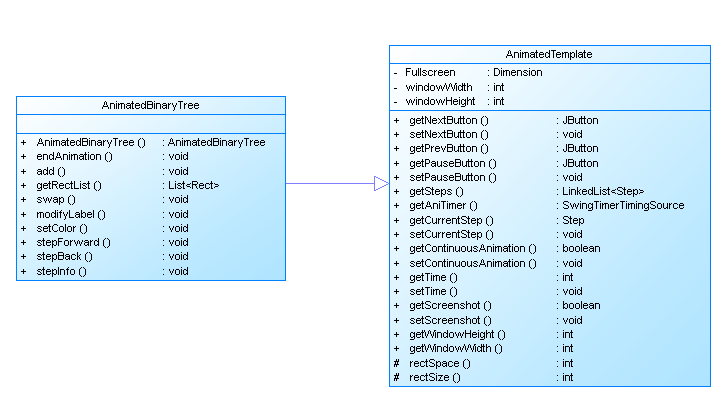 AnimatedBinaryTree
+ AnimatedBinaryTree () : AnimatedBinaryTree
+ endAnimation () : void
+ add () : void
+ getRectList () : List<Rect>
+ swap () : void
+ modifyLabel () : void
+ setColor () : void
+ stepForward () : void
+ stepBack () : void
+ stepInfo () : void
AnimatedTemplate
- Fullscreen : Dimension
- windowWidth : int
- windowHeight : int
+ getNextButton () : JButton
+ setNextButton () : void
+ getPrevButton () : JButton
+ getPauseButton () : JButton
+ setPauseButton () : void
+ getSteps () : LinkedList<Step>
+ getAniTimer () : SwingTimerTimingSource
+ getCurrentStep () : Step
+ setCurrentStep () : void
+ getContinuousAnimation () : boolean
+ setContinuousAnimation () : void
+ getTime () : int
+ setTime () : void
+ getScreenshot () : boolean
+ setScreenshot () : void
+ getWindowHeight () : int
+ getWindowWidth () : int
# rectSpace () : int
# rectSize () : int